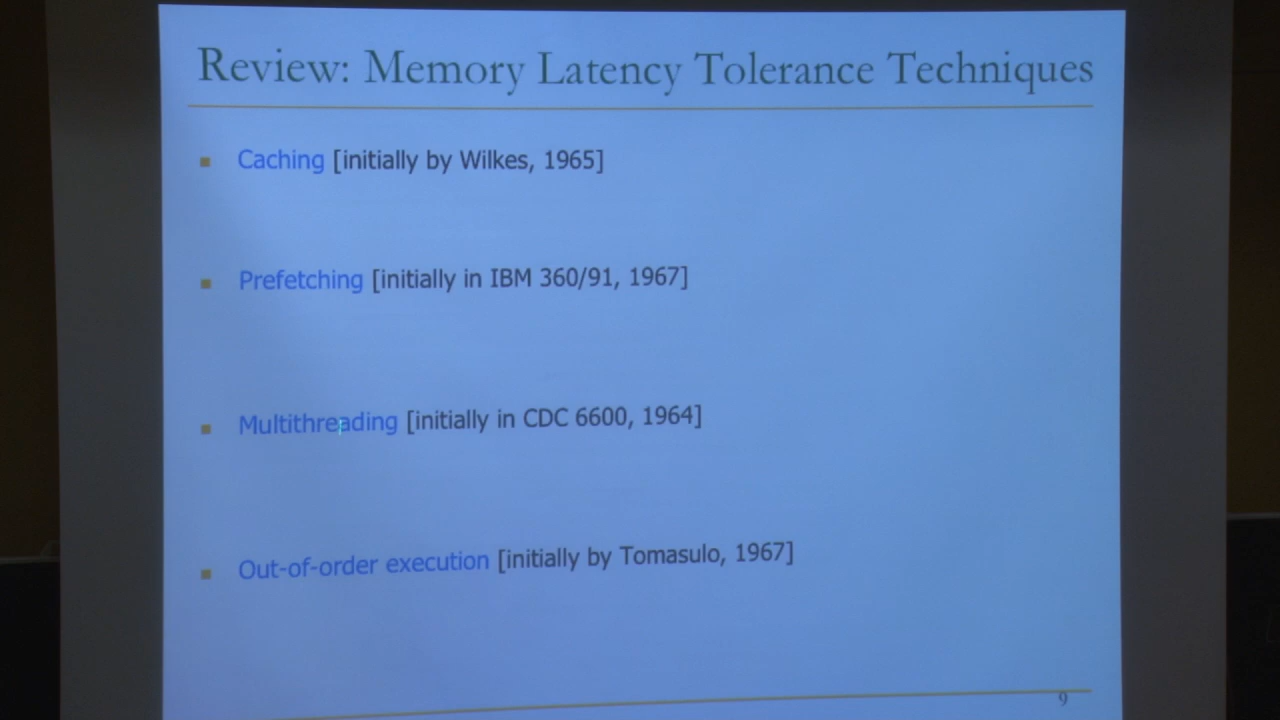 Review: Memory Latency Tolerance Techniques
Caching [initially by Wilkes, 1965]
Prefetching [initially in IBM 360/91, 1967]
Multithreading [initially in CDC 6600, 1964]
Out-of-order execution [initially by Tomasulo, 1967]
9